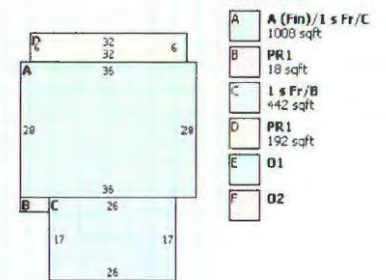 D
6
32
6
32
A
36
28
28
36
B
C
26
17
17
26
A
A (Fin)/1 s Fr/C
1008 sqft
B
PR1
18 sqft
C
1 s Fr/B
442 sqft
D
PR1
192 sqft
E
O1
F
O2